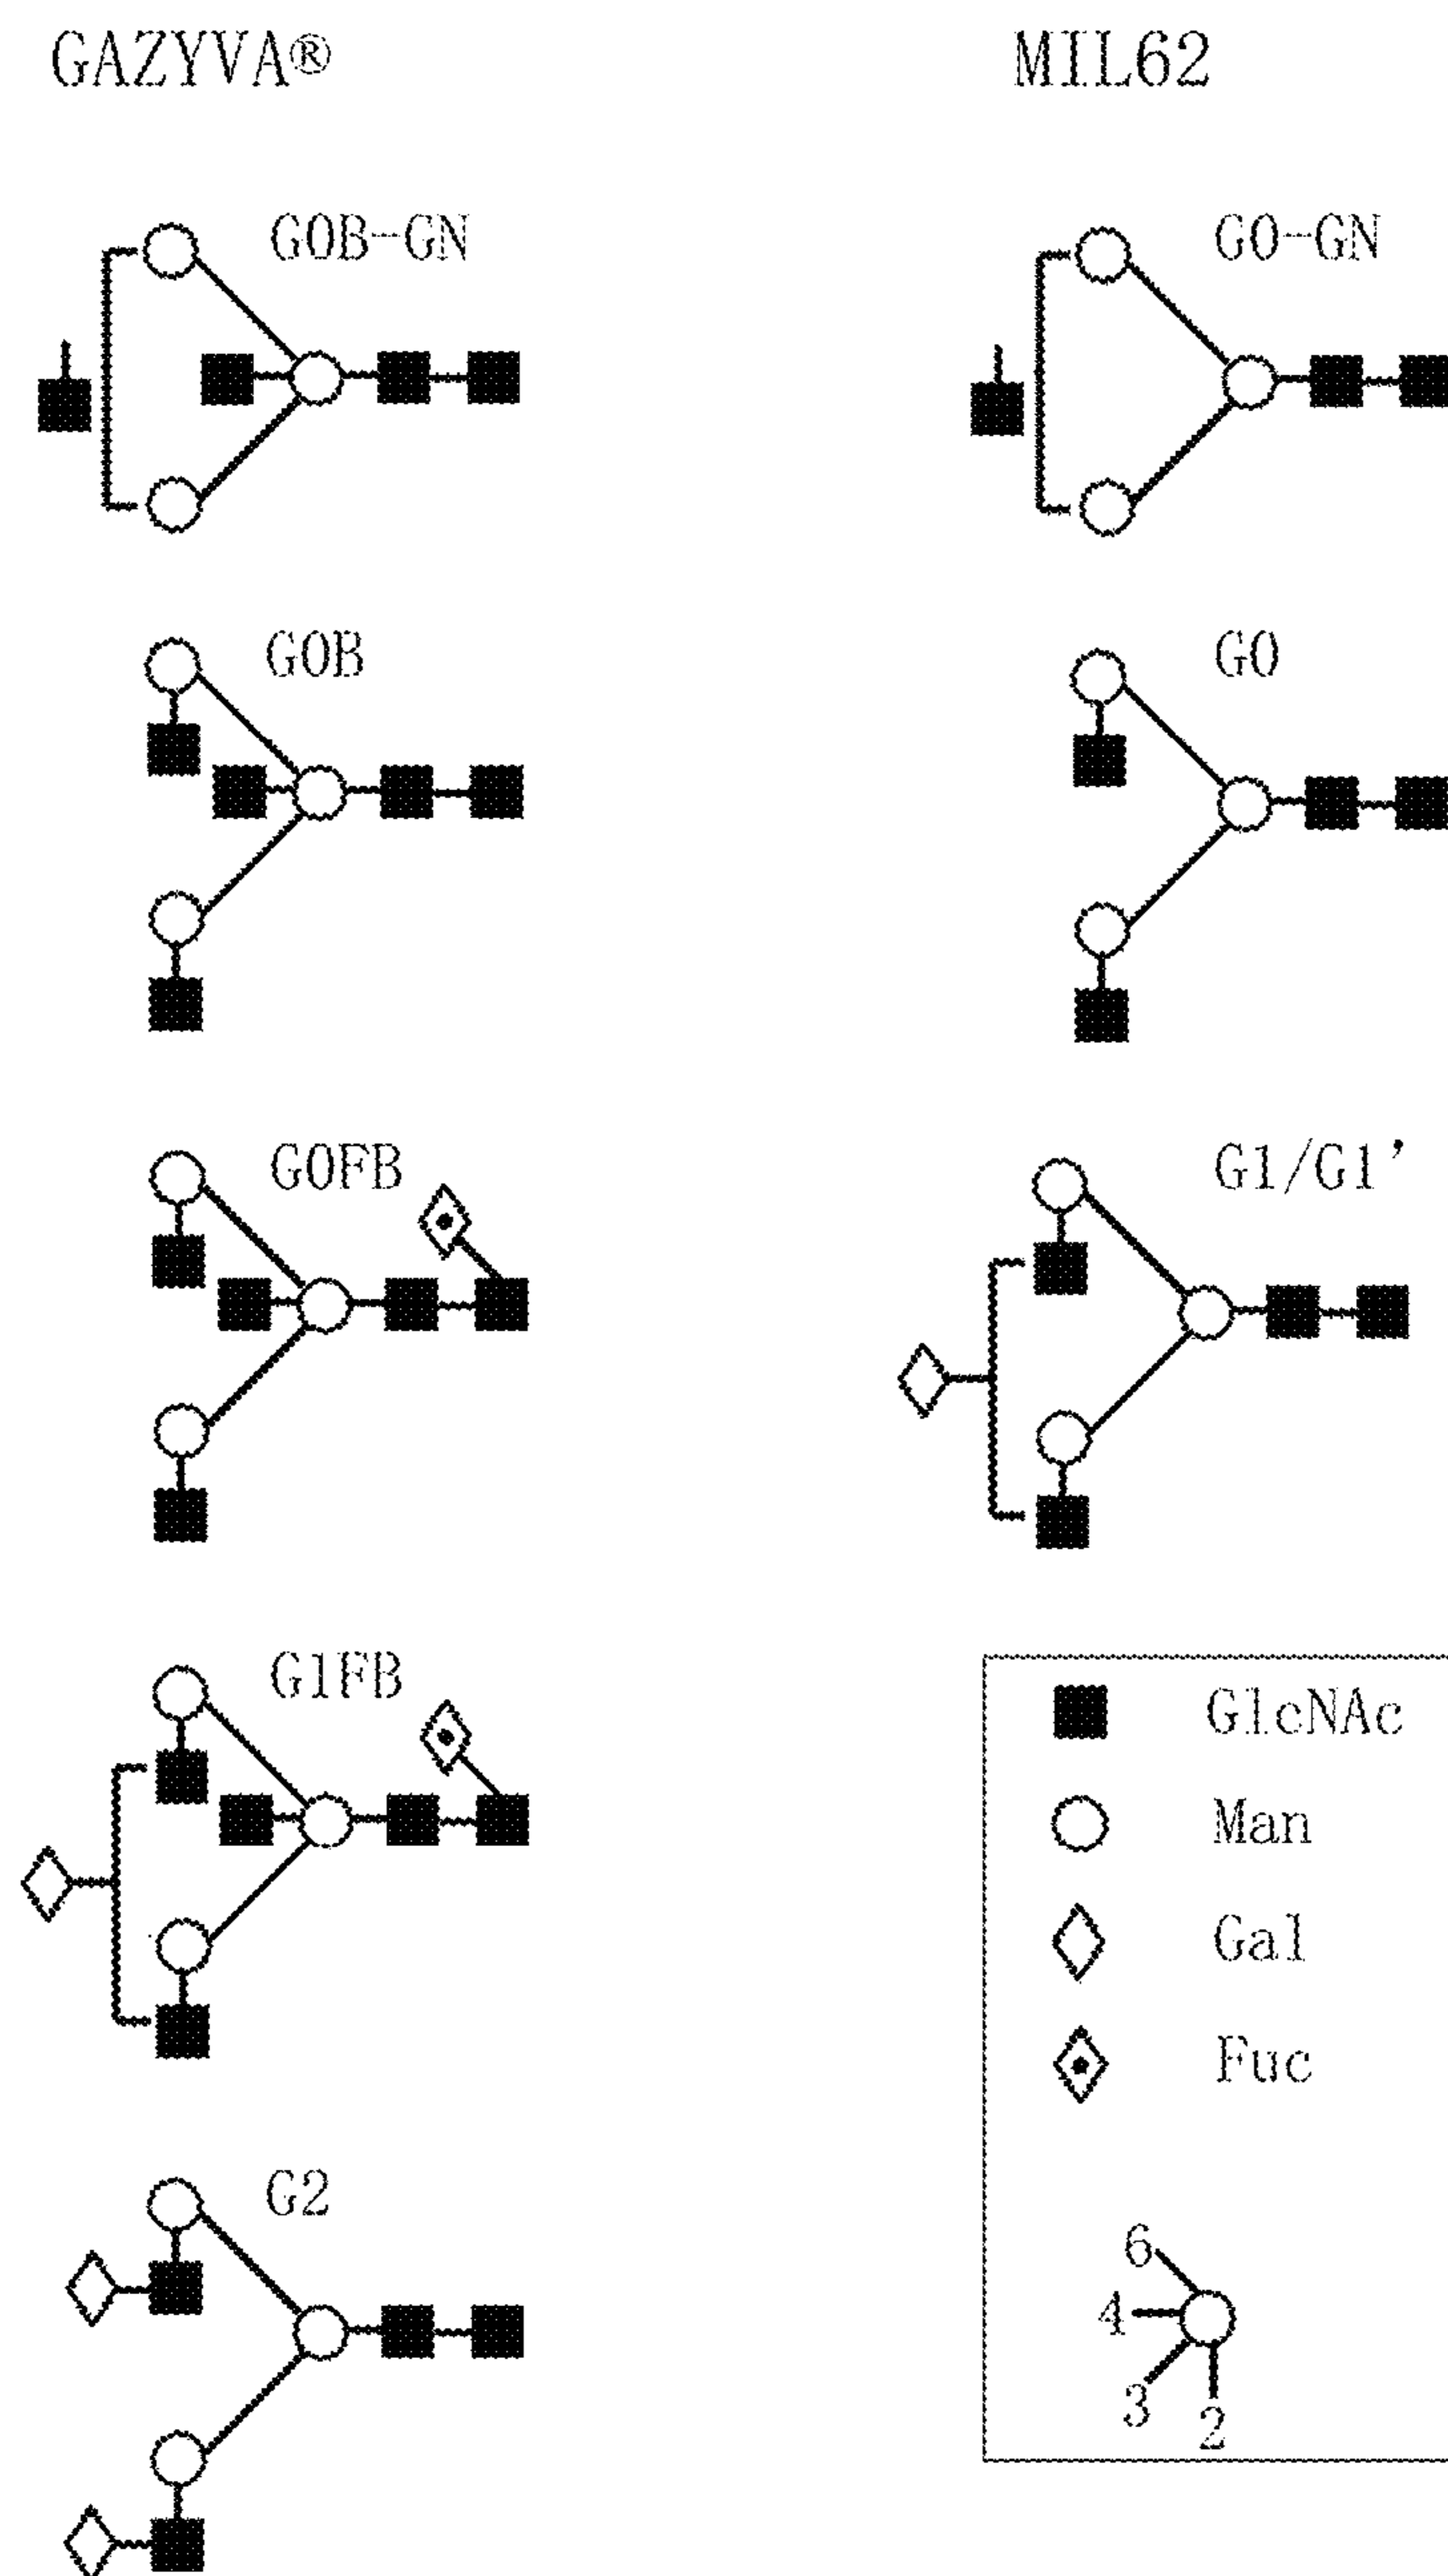 GAZYVA®
MIL62
G0B-GN
G0-GN
G0B
G0
G0FB
G1/G1’
G1FB
GlcNAc
Man
Gal
Fuc
G2
6
4
3
2